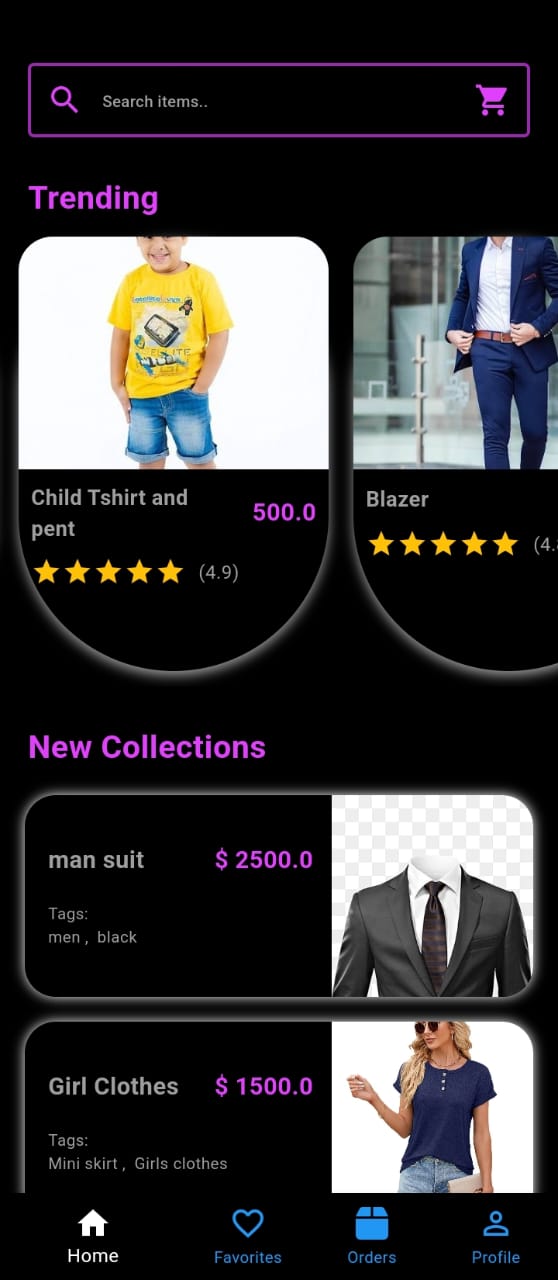 Search items..
Trending
Child Tshirt and
pent
500.0
(4.9)
Blazer
New Collections
man suit
$ 2500.0
Tags:
men ,  black
Girl Clothes
$ 1500.0
Tags:
Mini skirt ,  Girls clothes
Home
Favorites
Orders
Profile